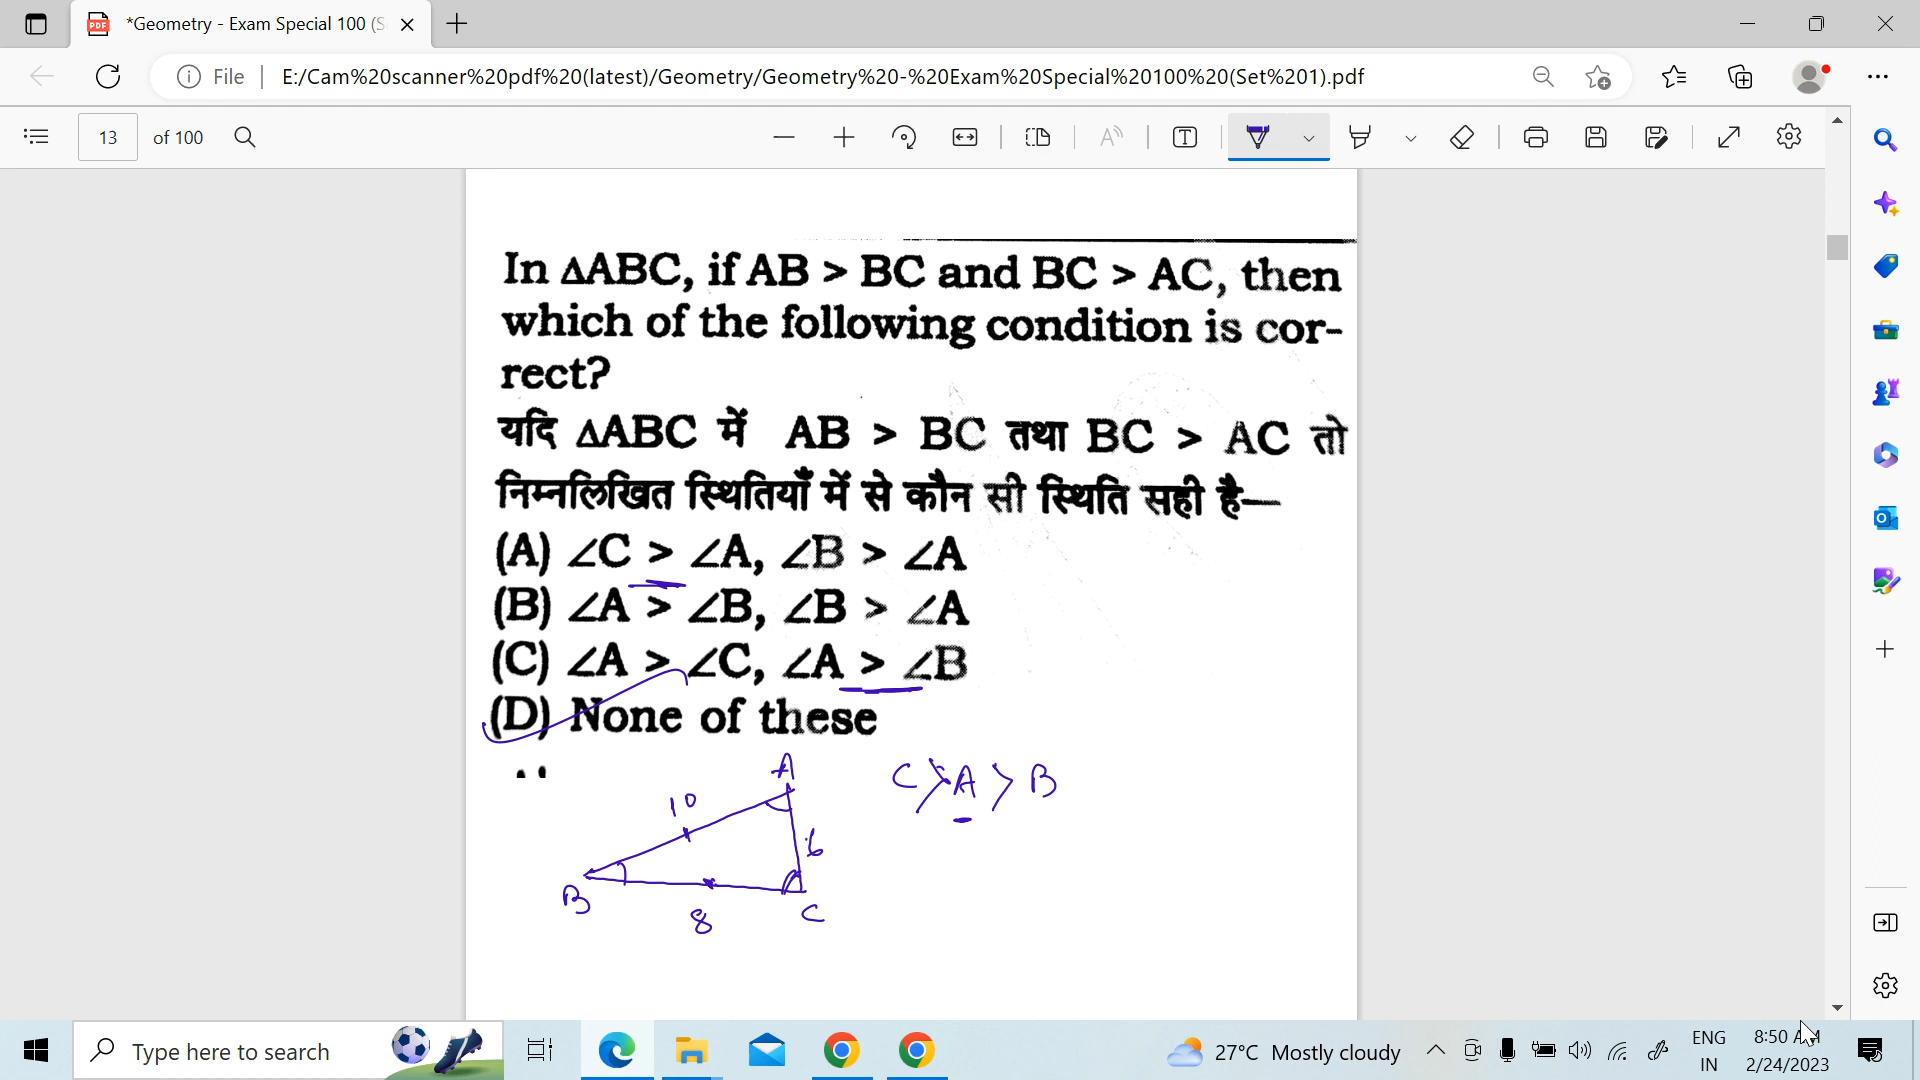 *Geometry - Exam Special 100 (S
File
E:/Cam%20scanner%20pdf%20(latest)/Geometry/Geometry%20-%20Exam%20Special%20100%20(Set%201).pdf
13 of 100
In ΔABC, if AB > BC and BC > AC, then
which of the following condition is cor-
rect?
यदि ΔABC में AB > BC तथा BC > AC तो
निम्नलिखित स्थितियाँ में से कौन सी स्थिति सही है—
(A) ∠C > ∠A, ∠B > ∠A
(B) ∠A > ∠B, ∠B > ∠A
(C) ∠A > ∠C, ∠A > ∠B
(D) None of these
A
C > A > B
10
6
B
8
C
Type here to search
27°C Mostly cloudy
ENG
IN
8:50 AM
2/24/2023